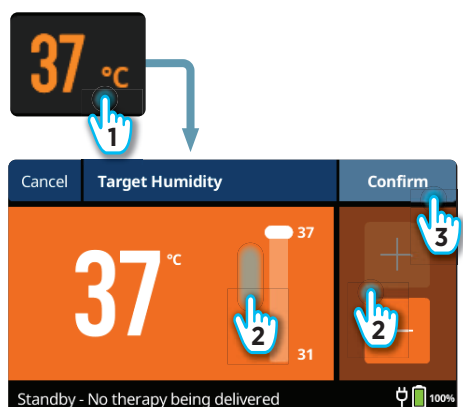 37 °C
1
Cancel Target Humidity Confirm
3
37
37 °C
2
2
31
Standby - No therapy being delivered 100%